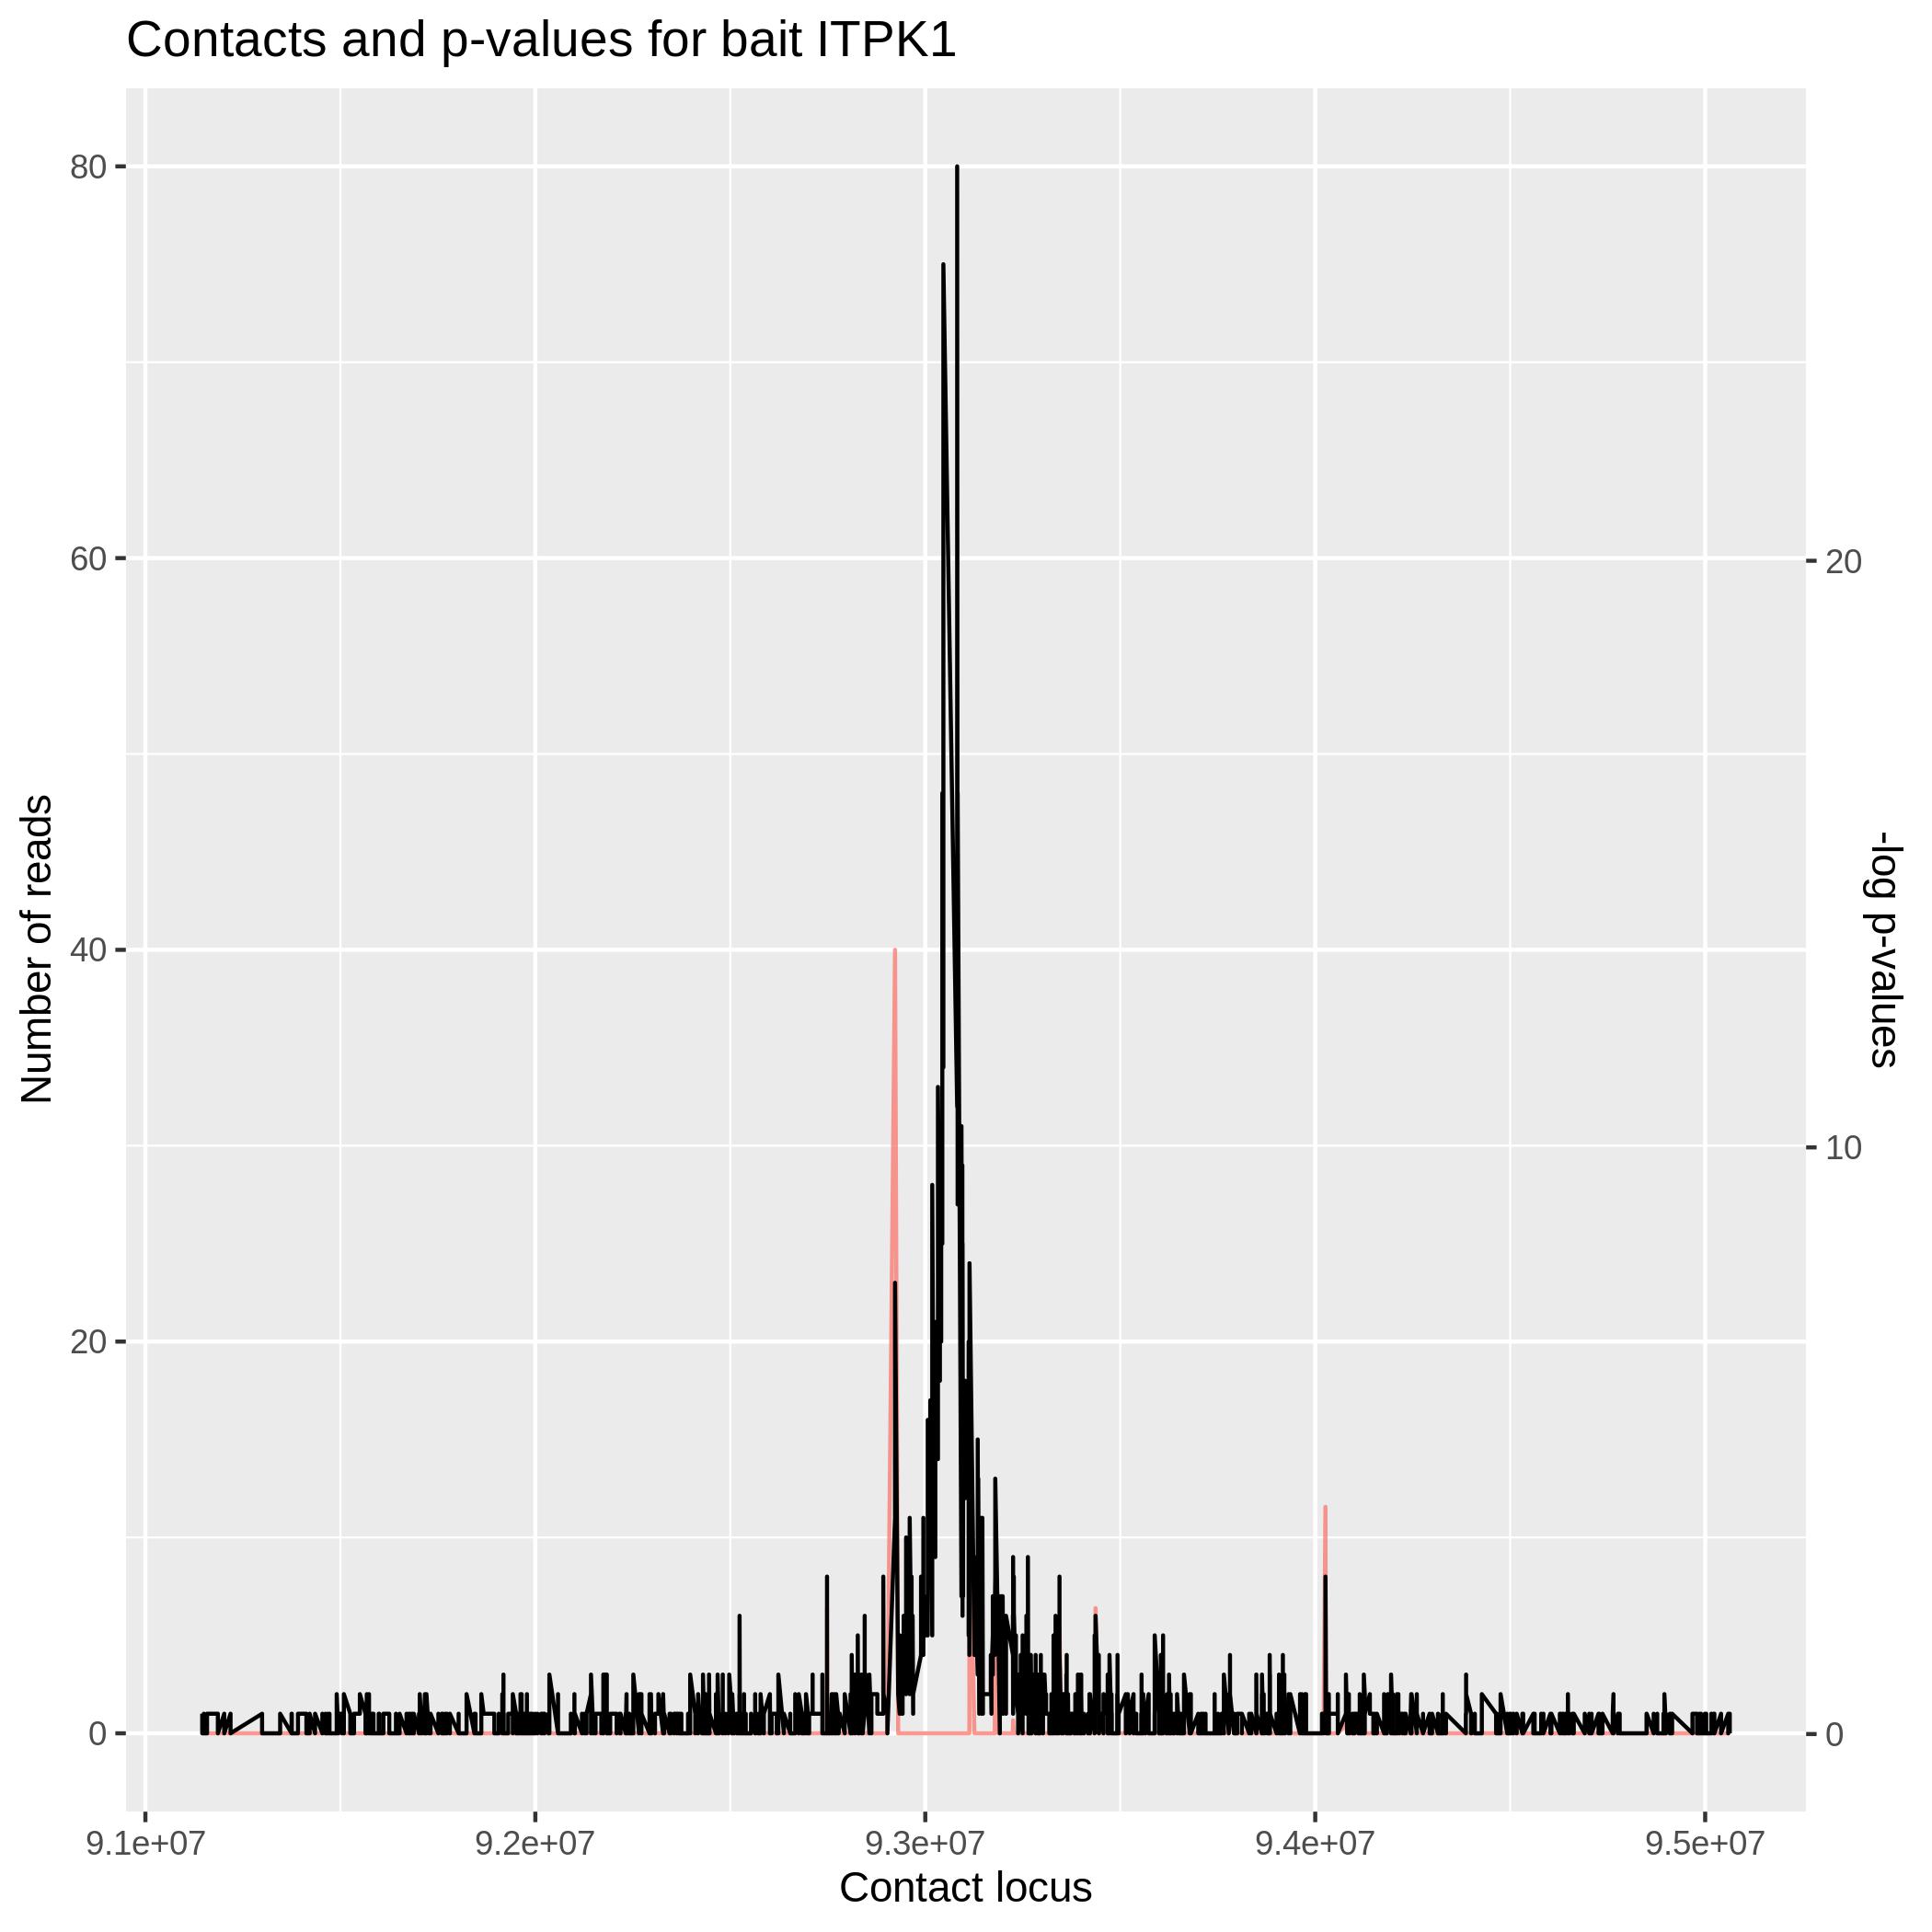 Contacts and p-values for bait ITPK1
80
60
40
20
0
Number of reads
20
10
0
-log p-values
9.1e+07
9.2e+07
9.3e+07
9.4e+07
9.5e+07
Contact locus